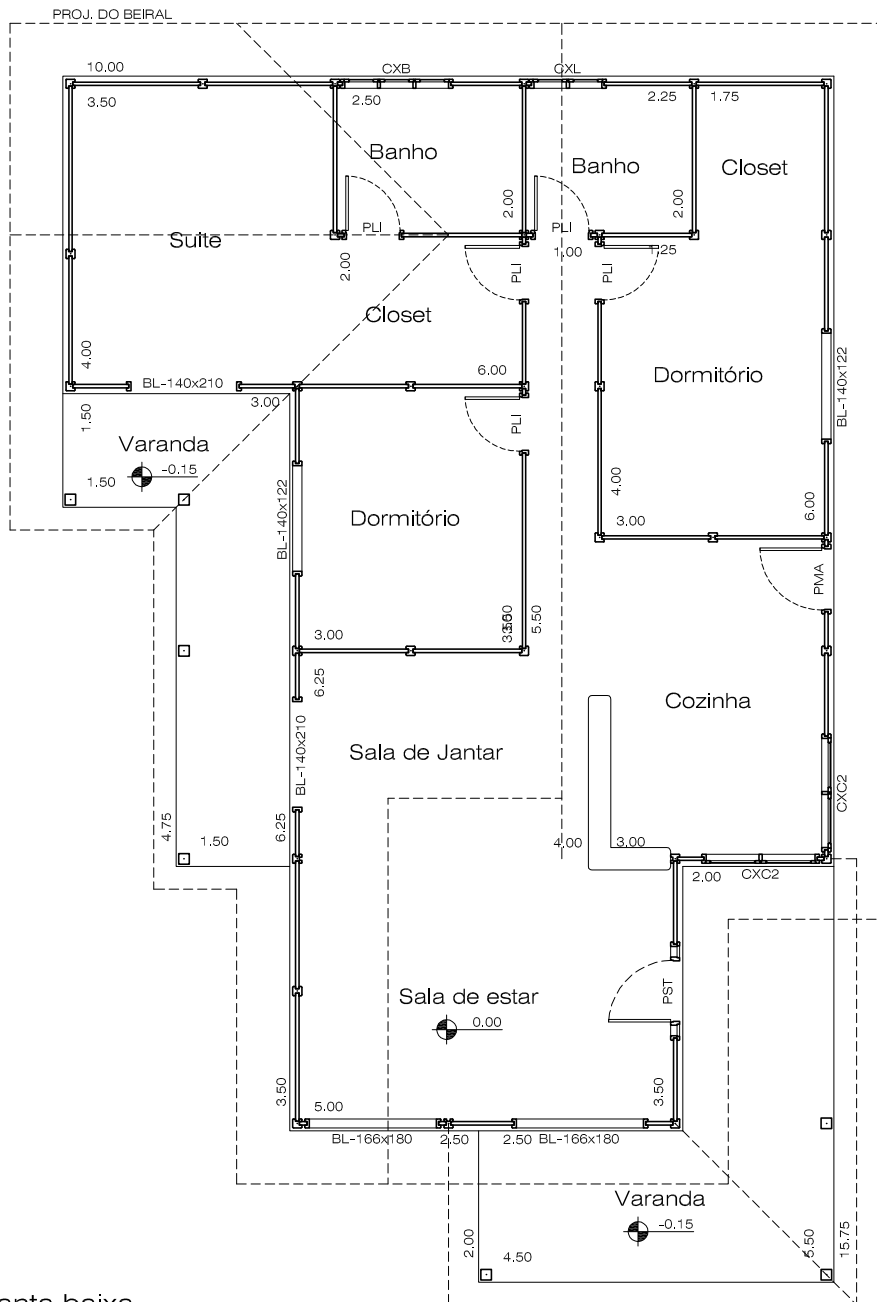 PROJ. DO BEIRAL
10.00
CXB
CXL
3.50
2.50
2.25
1.75
Banho
Banho
Closet
2.00
2.00
Suite
PLI
PLI
2.00
1.00
1.25
PLI
PLI
Closet
4.00
6.00
Dormitório
BL-140x210
BL-140x122
3.00
1.50
PLI
Varanda
-0.15
1.50
BL-140x122
4.00
6.00
Dormitório
3.00
PMA
3.00
5.50
6.25
Cozinha
Sala de Jantar
BL-140x210
CXC2
4.75
1.50
6.25
4.00
3.00
2.00
CXC2
Sala de estar
PST
0.00
3.50
3.50
5.00
BL-166x180
2.50
2.50
BL-166x180
Varanda
-0.15
2.00
4.50
5.50
15.75
baixa